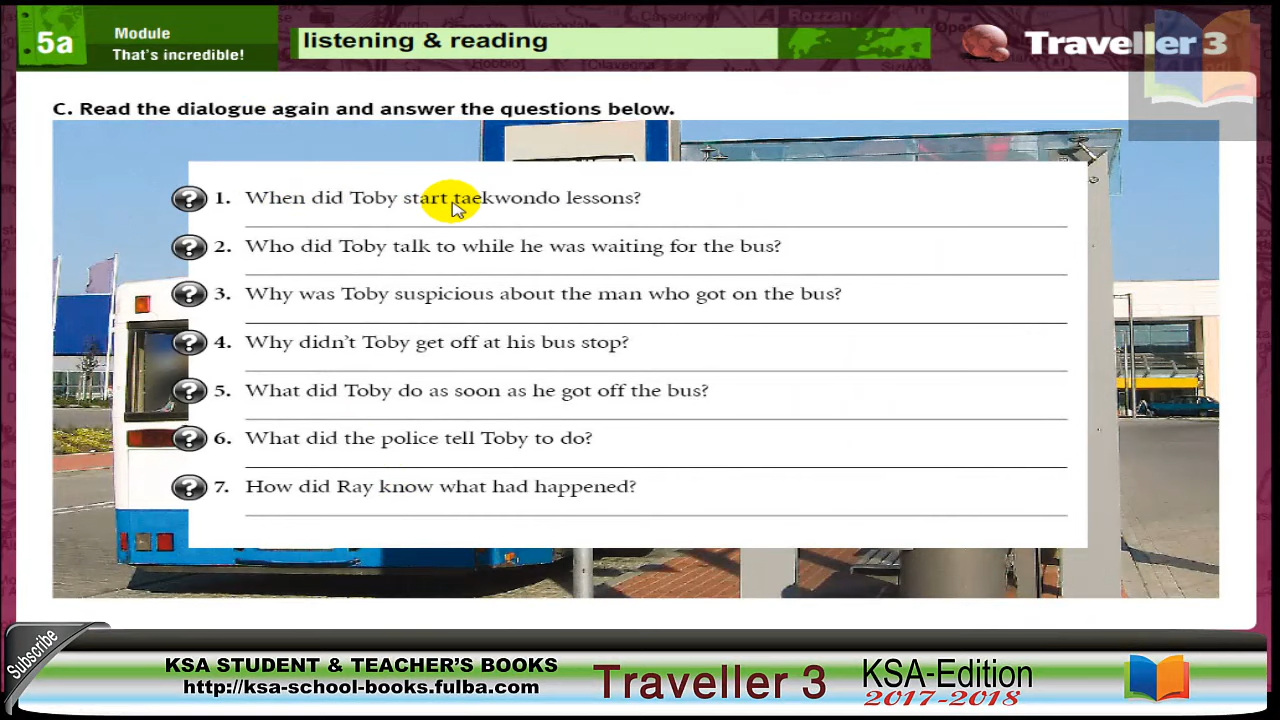 5a
Module
That's incredible!
listening & reading
Traveller 3
C. Read the dialogue again and answer the questions below.
? 1. When did Toby start taekwondo lessons?
? 2. Who did Toby talk to while he was waiting for the bus?
? 3. Why was Toby suspicious about the man who got on the bus?
? 4. Why didn't Toby get off at his bus stop?
? 5. What did Toby do as soon as he got off the bus?
? 6. What did the police tell Toby to do?
? 7. How did Ray know what had happened?
Subscribe
KSA STUDENT & TEACHER'S BOOKS
http://ksa-school-books.fulba.com
Traveller 3
KSA-Edition
2017-2018